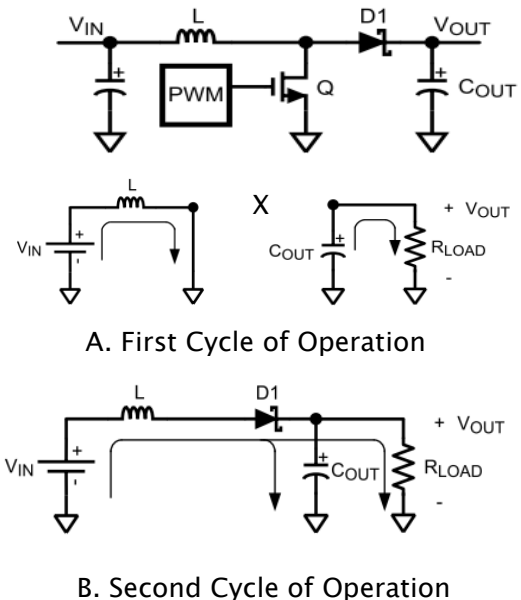 VIN L D1 VOUT
+ PWM Q + COUT
L
X + VOUT
VIN + - COUT + RLOAD
-
A. First Cycle of Operation
L D1
+ VOUT
VIN + - + COUT RLOAD
-
B. Second Cycle of Operation